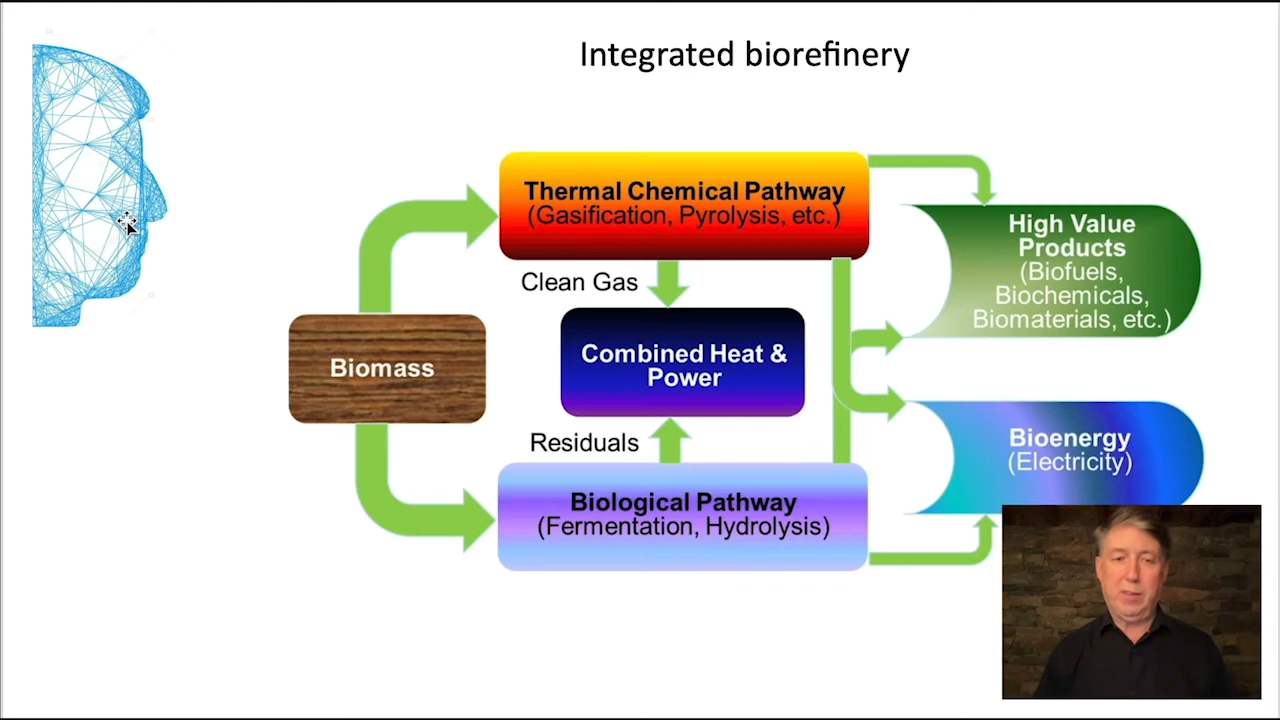 Integrated biorefinery
Thermal Chemical Pathway
(Gasification, Pyrolysis, etc.)
Clean Gas
High Value
Products
(Biofuels,
Biochemicals,
Biomaterials, etc.)
Biomass
Combined Heat &
Power
Residuals
Bioenergy
(Electricity)
Biological Pathway
(Fermentation, Hydrolysis)